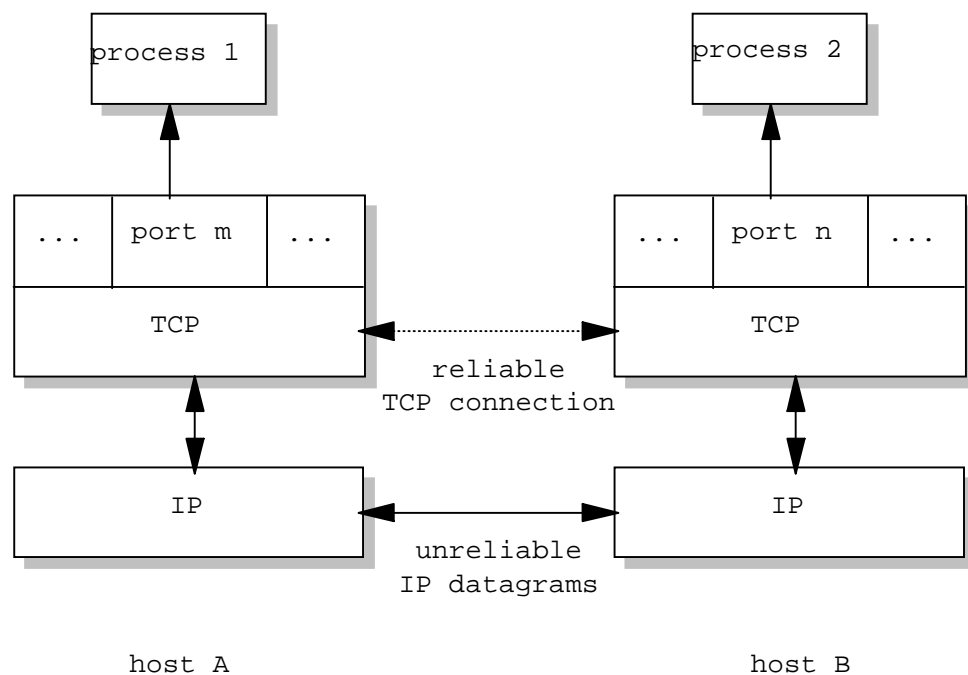 process 1
process 2
... port m ...
... port n ...
TCP
TCP
reliable
TCP connection
IP
IP
unreliable
IP datagrams
host A
host B